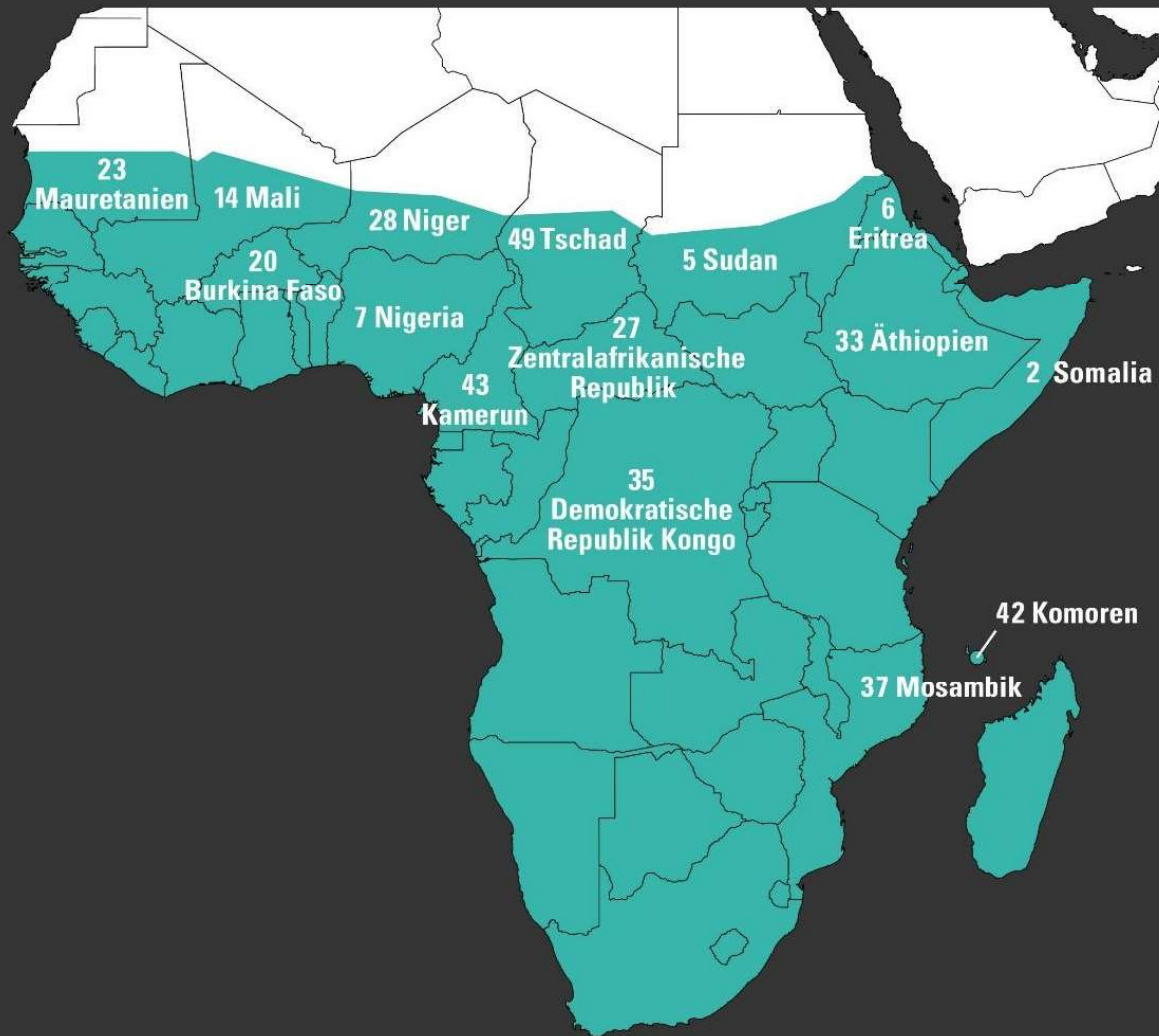 23
Mauretanien
14 Mali
28 Niger
49 Tschad
5 Sudan
6
Eritrea
20
Burkina Faso
7 Nigeria
27
Zentralafrikanische
Republik
33 Äthiopien
2 Somalia
43
Kamerun
35
Demokratische
Republik Kongo
42 Komoren
37 Mosambik